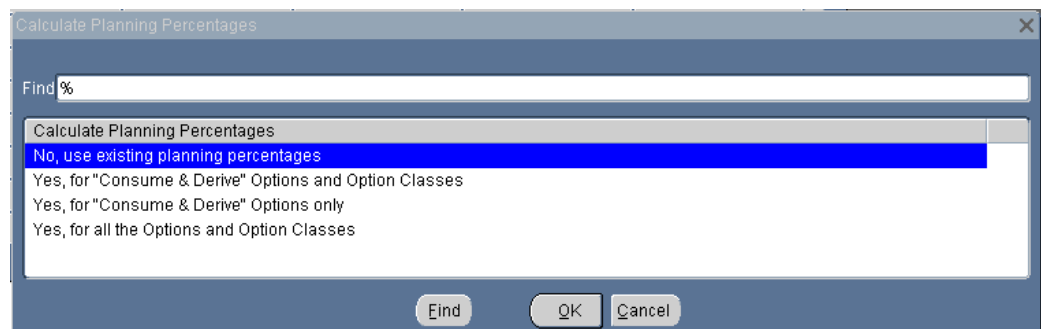 Calculate Planning Percentages
Find %
Calculate Planning Percentages
No, use existing planning percentages
Yes, for "Consume & Derive" Options and Option Classes
Yes, for "Consume & Derive" Options only
Yes, for all the Options and Option Classes
Find OK Cancel